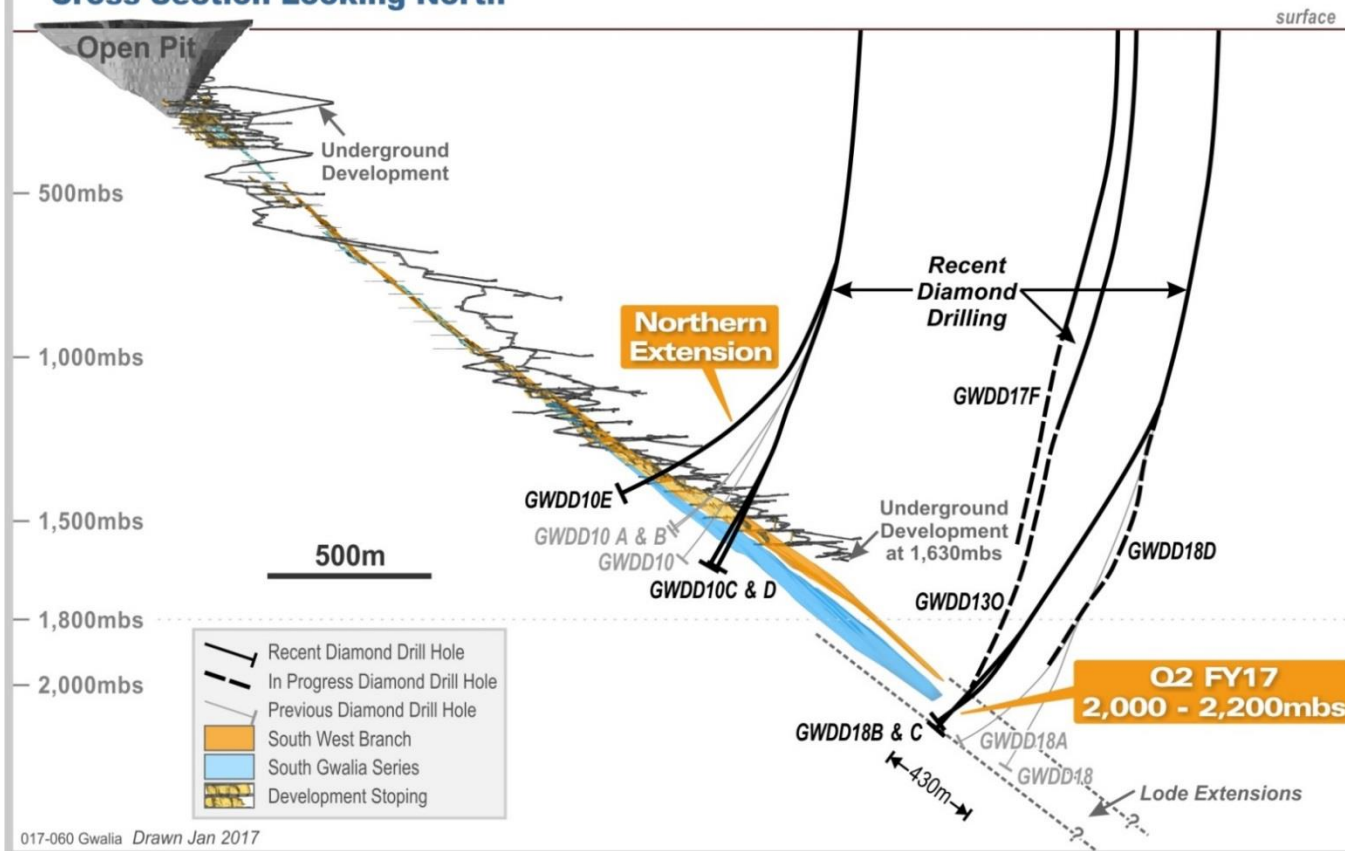 Cross Section Looking North
surface
Open Pit
Underground
Development
500mbs
Recent
Diamond
Drilling
Northern
Extension
1,000mbs
GWDD17F
GWDD10E
1,500mbs
GWDD10 A & B
GWDD10
GWDD10C & D
Underground
Development
at 1,630mbs
GWDD18D
500m
GWDD13O
1,800mbs
Recent Diamond Drill Hole
In Progress Diamond Drill Hole
Previous Diamond Drill Hole
South West Branch
South Gwalia Series
Development Stoping
2,000mbs
Q2 FY17
2,000 - 2,200mbs
GWDD18B & C
GWDD18A
GWDD18
430m
Lode Extensions
?
?
017-060 Gwalia Drawn Jan 2017